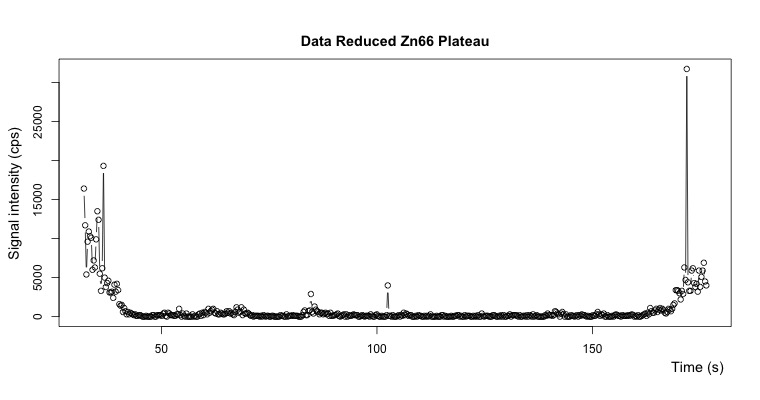 Data Reduced Zn66 Plateau
Signal intensity (cps)
25000
15000
5000
0
50
100
150
Time (s)